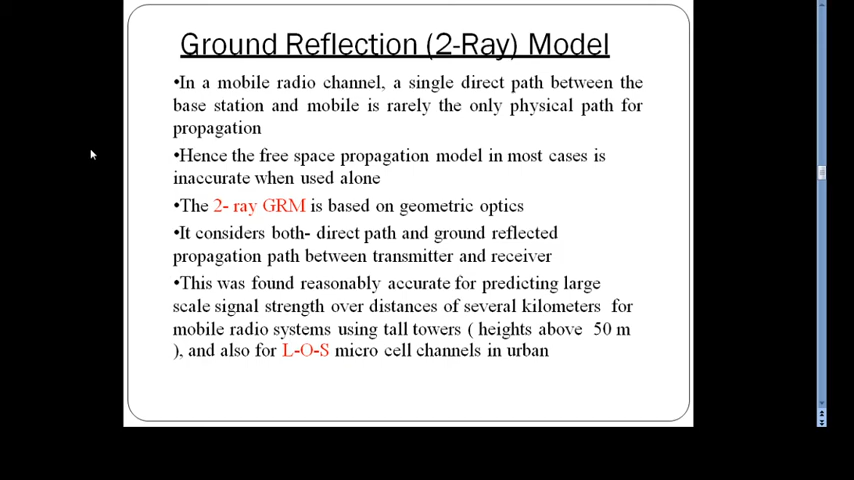 Ground Reflection (2-Ray) Model
•In a mobile radio channel, a single direct path between the
base station and mobile is rarely the only physical path for
propagation
•Hence the free space propagation model in most cases is
inaccurate when used alone
•The 2- ray GRM is based on geometric optics
•It considers both- direct path and ground reflected
propagation path between transmitter and receiver
•This was found reasonably accurate for predicting large
scale signal strength over distances of several kilometers for
mobile radio systems using tall towers ( heights above 50 m
), and also for L-O-S micro cell channels in urban